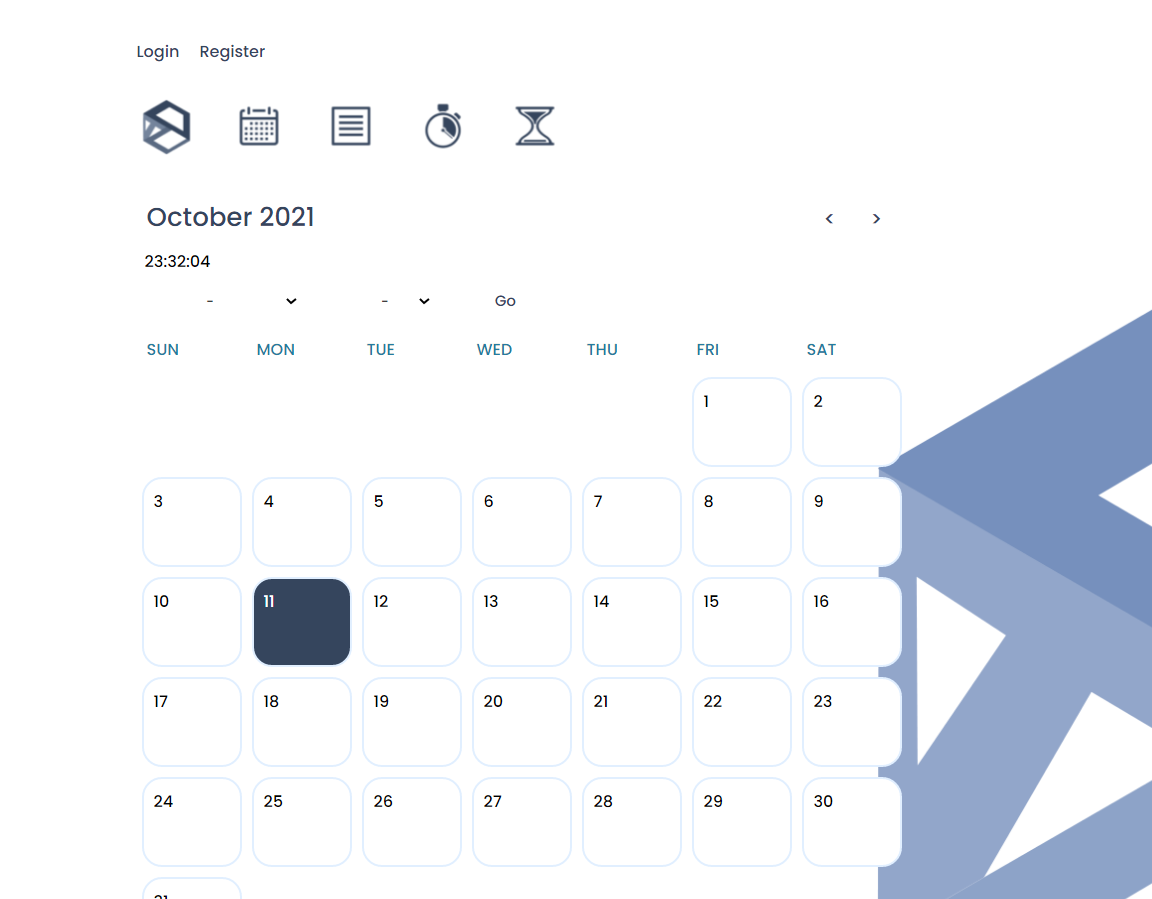 Login Register
October 2021 < >
23:32:04
- - Go
SUN MON TUE WED THU FRI SAT
1 2
3 4 5 6 7 8 9
10 11 12 13 14 15 16
17 18 19 20 21 22 23
24 25 26 27 28 29 30
31